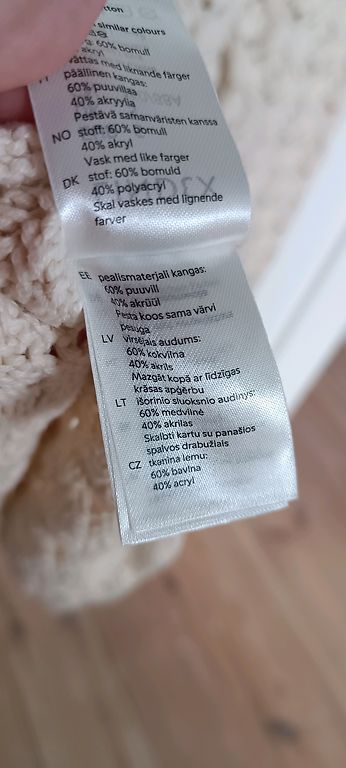 tton
similar colours
60% bomull
akryl
vättas med liknande färger
FI päällinen kangas:
60% puuvillaa
40% akryylia
Pestävä samanväristen kanssa
NO stoff: 60% bomull
40% akryl
Vask med like farger
DK stof: 60% bomuld
40% polyacryl
Skal vaskes med lignende
farver
EE pealismaterjali kangas:
60% puuvill
40% akrüül
Pesta koos sama värvi
pesuga
LV virsējais audums:
60% kokvilna
40% akrils
Mazgāt kopā ar līdzīgas
krāsas apģērbu
LT išorinio sluoksnio audinys:
60% medvilnė
40% akrilas
Skalbti kartu su panašios
spalvos drabužiais
CZ tkanina lemu:
60% bavlna
40% acryl